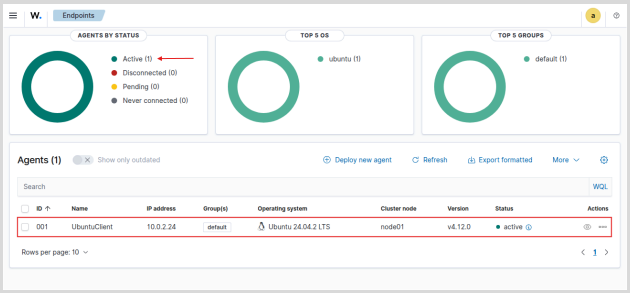 W. Endpoints a
AGENTS BY STATUS
Active (1)
Disconnected (0)
Pending (0)
Never connected (0)
TOP 5 OS
ubuntu (1)
TOP 5 GROUPS
default (1)
Agents (1) Show only outdated Deploy new agent Refresh Export formatted More
Search WQL
ID Name IP address Group(s) Operating system Cluster node Version Status Actions
001 UbuntuClient 10.0.2.24 default Ubuntu 24.04.2 LTS node01 v4.12.0 active
Rows per page: 10 1